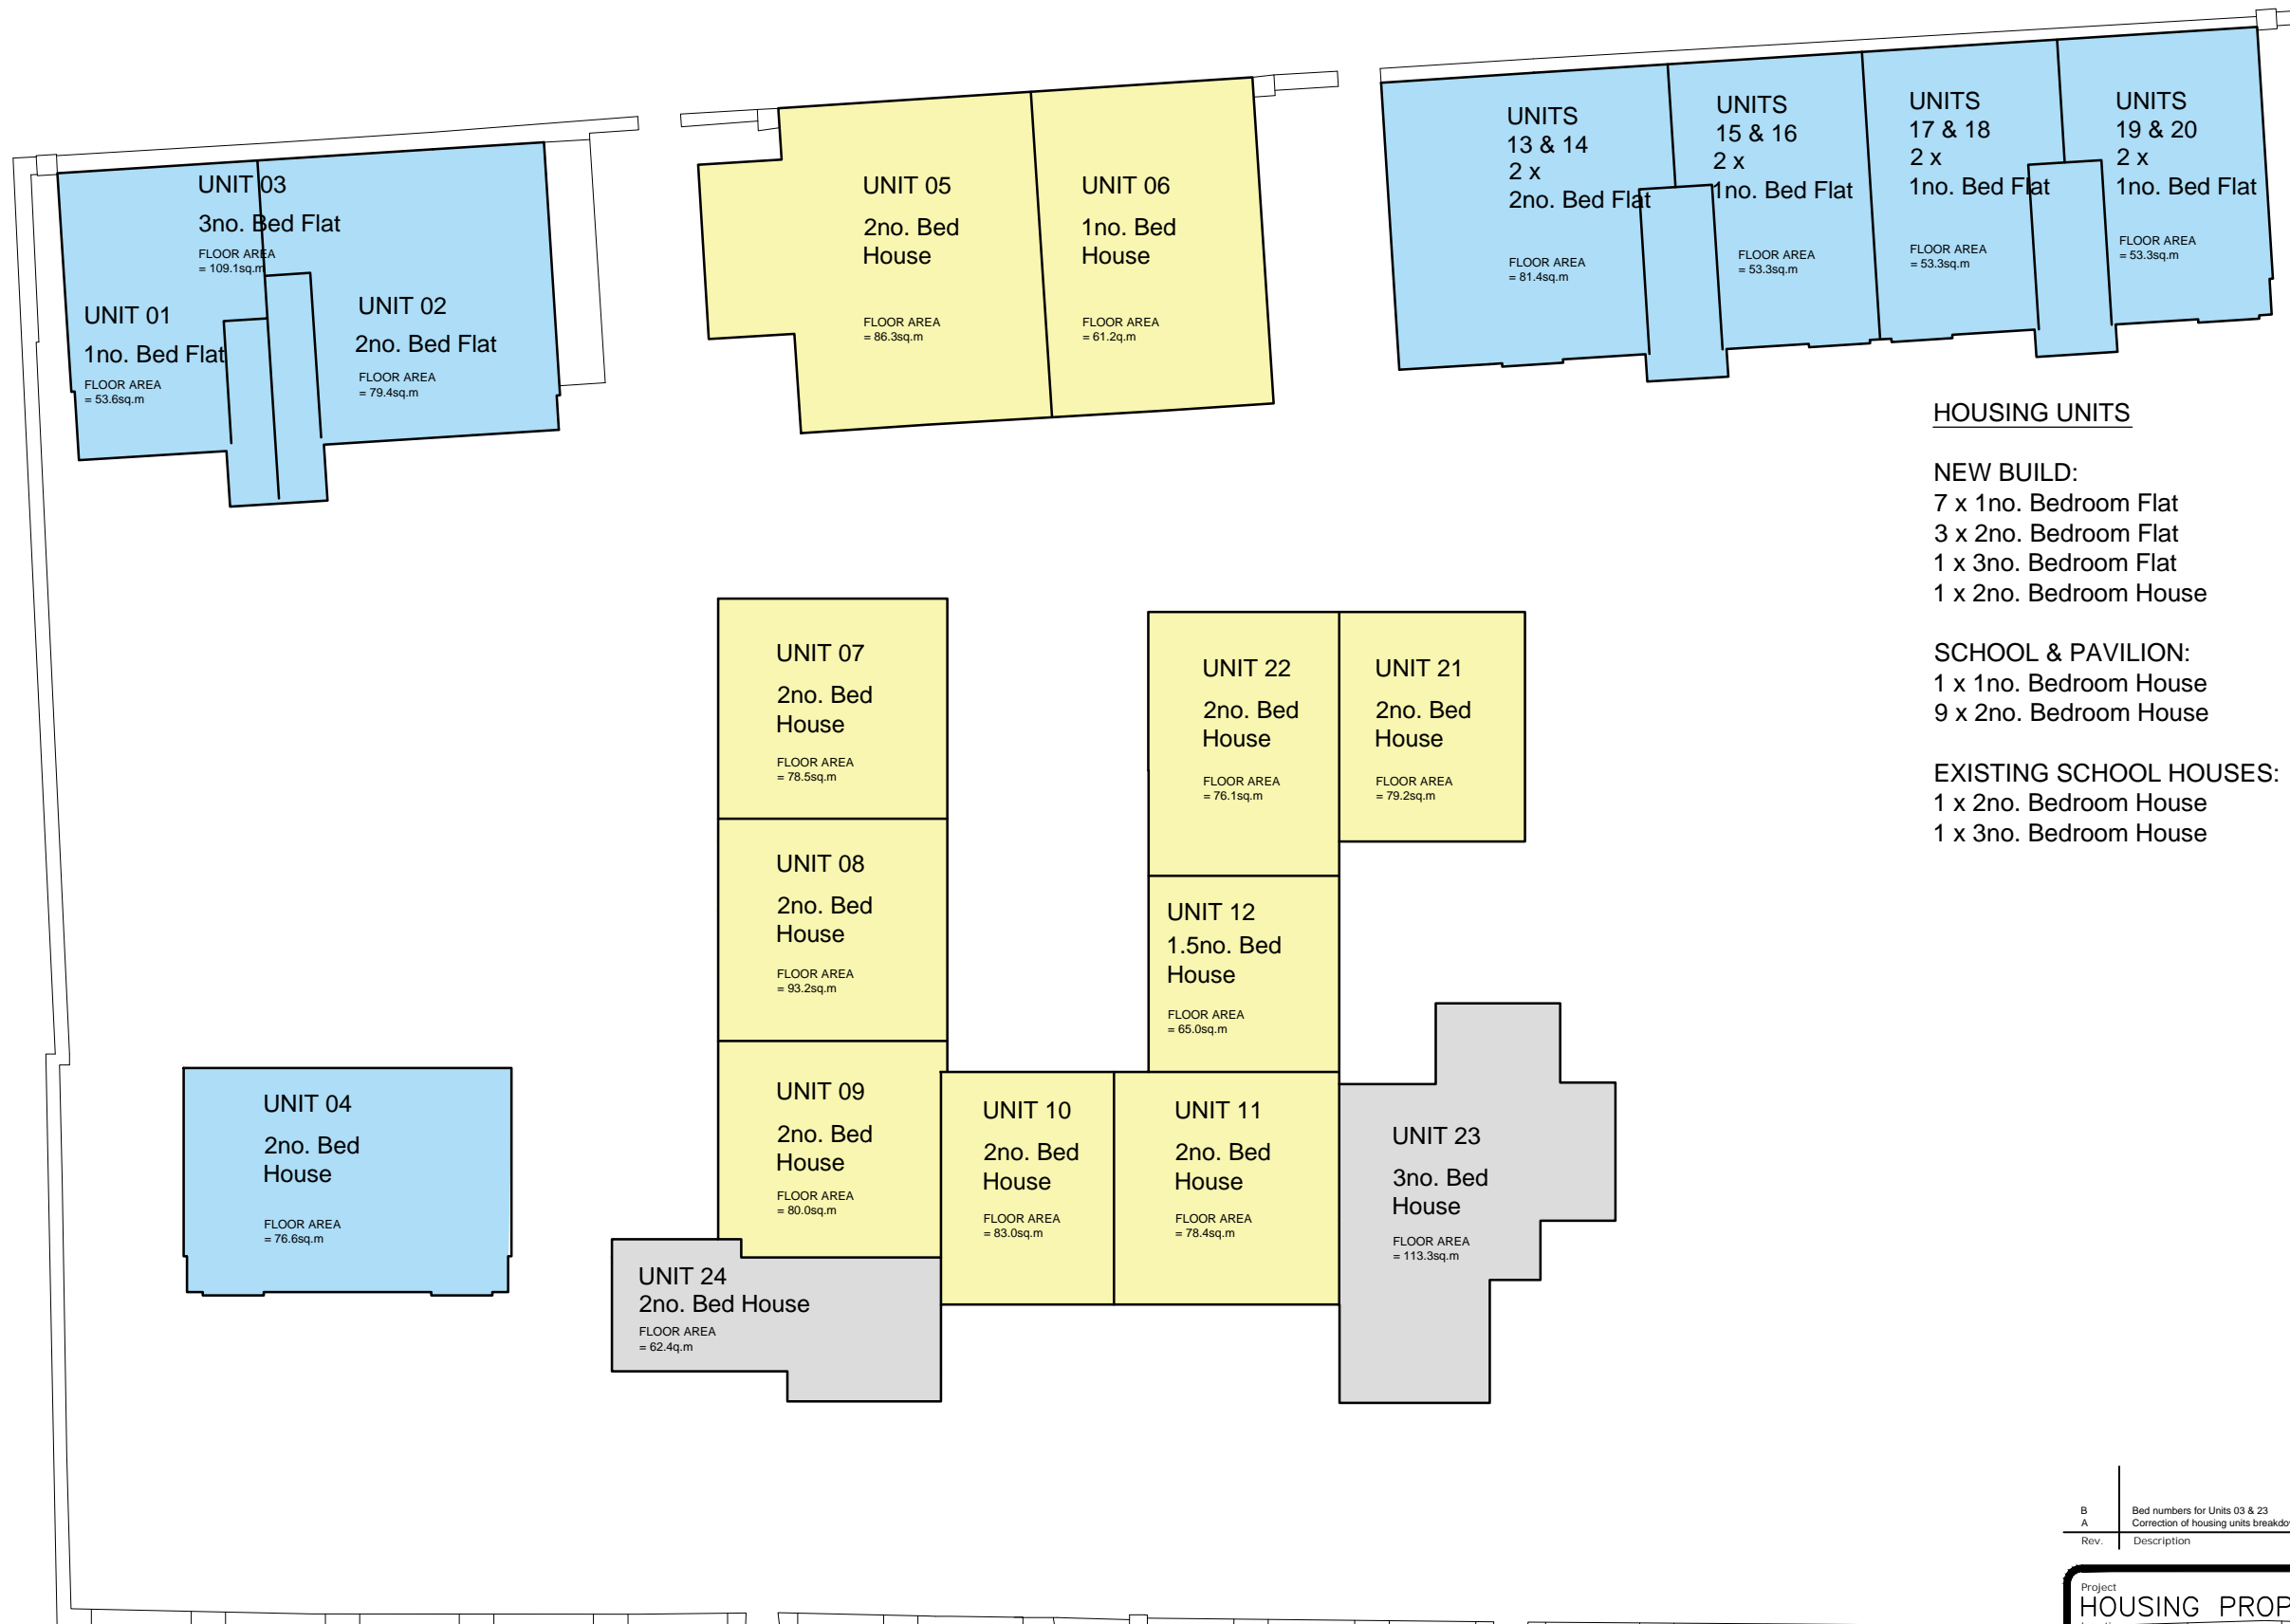 UNIT 03
3no. Bed Flat
FLOOR AREA
= 109.1sq.m
UNIT 01
1no. Bed Flat
FLOOR AREA
= 53.6sq.m
UNIT 02
2no. Bed Flat
FLOOR AREA
= 79.4sq.m
UNIT 05
2no. Bed
House
FLOOR AREA
= 86.3sq.m
UNIT 06
1no. Bed
House
FLOOR AREA
= 61.2q.m
UNITS
13 & 14
2 x
2no. Bed Flat
FLOOR AREA
= 81.4sq.m
UNITS
15 & 16
2 x
1no. Bed Flat
FLOOR AREA
= 53.3sq.m
UNITS
17 & 18
2 x
1no. Bed Flat
FLOOR AREA
= 53.3sq.m
UNITS
19 & 20
2 x
1no. Bed Flat
FLOOR AREA
= 53.3sq.m
HOUSING UNITS
NEW BUILD:
7 x 1no. Bedroom Flat
3 x 2no. Bedroom Flat
1 x 3no. Bedroom Flat
1 x 2no. Bedroom House
SCHOOL & PAVILION:
1 x 1no. Bedroom House
9 x 2no. Bedroom House
EXISTING SCHOOL HOUSES:
1 x 2no. Bedroom House
1 x 3no. Bedroom House
UNIT 07
2no. Bed
House
FLOOR AREA
= 78.5sq.m
UNIT 22
2no. Bed
House
FLOOR AREA
= 76.1sq.m
UNIT 21
2no. Bed
House
FLOOR AREA
= 79.2sq.m
UNIT 08
2no. Bed
House
FLOOR AREA
= 93.2sq.m
UNIT 12
1.5no. Bed
House
FLOOR AREA
= 65.0sq.m
UNIT 04
2no. Bed
House
FLOOR AREA
= 76.6sq.m
UNIT 09
2no. Bed
House
FLOOR AREA
= 80.0sq.m
UNIT 10
2no. Bed
House
FLOOR AREA
= 83.0sq.m
UNIT 11
2no. Bed
House
FLOOR AREA
= 78.4sq.m
UNIT 23
3no. Bed
House
FLOOR AREA
= 113.3sq.m
UNIT 24
2no. Bed House
FLOOR AREA
= 62.4q.m
B Bed numbers for Units 03 & 23
A Correction of housing units breakdo
Rev. Description
Project
HOUSING PROP